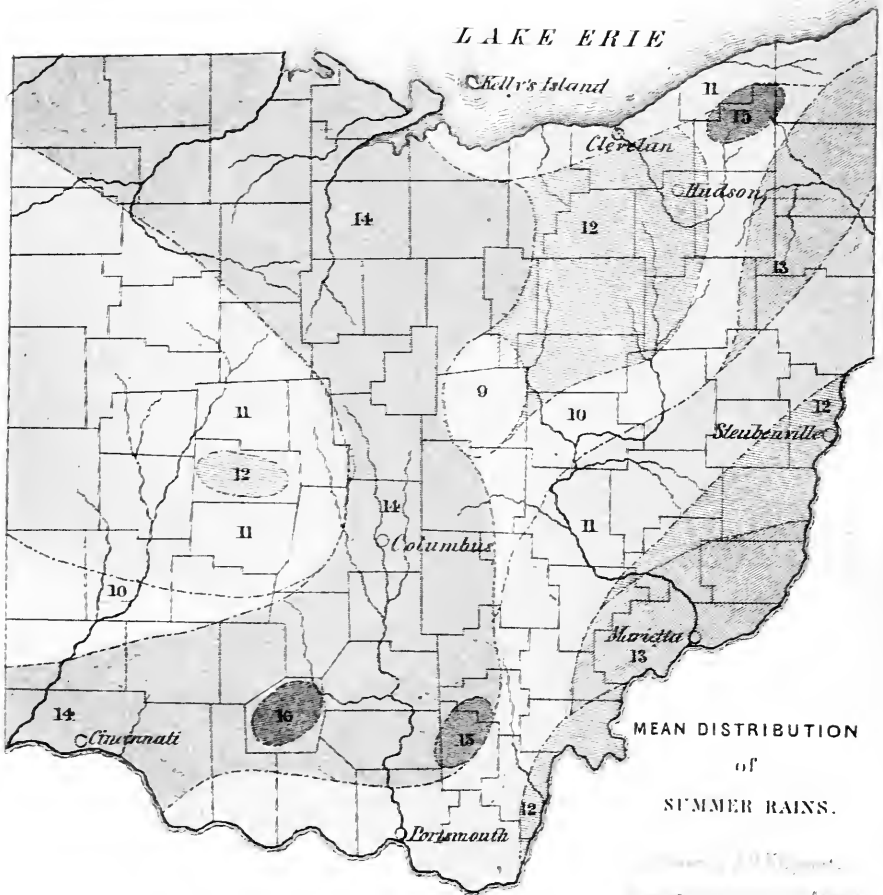 LAKE ERIE
Kelly's Island
11
15
Clevelan
Hudson
14
12
13
11
9
10
12
Steubenville
12
14
11
11
Columbus
10
Marietta
13
14
16
15
Cincinnati
MEAN DISTRIBUTION
of
SUMMER RAINS.
12
Portsmouth